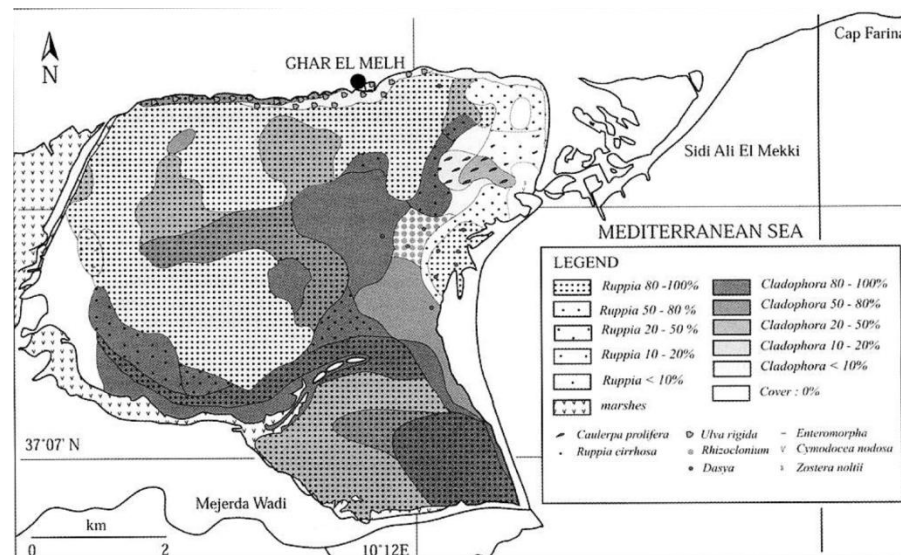 Cap Farina
N
GHAR EL MELH
Sidi Ali El Mekki
MEDITERRANEAN SEA
LEGEND
Ruppia 80 -100%
Ruppia 50 - 80 %
Ruppia 20 - 50 %
Ruppia 10 - 20%
Ruppia < 10%
marshes
Cladophora 80 - 100%
Cladophora 50 - 80%
Cladophora 20 - 50%
Cladophora 10 - 20%
Cladophora < 10%
Cover : 0%
Caulerpa prolifera
Ruppia cirrhosa
Ulva rigida
Rhizoclonium
Dasya
Enteromorpha
Cymodocea nodosa
Zostera noltii
37°07' N
Mejerda Wadi
km
0 2
10°12E